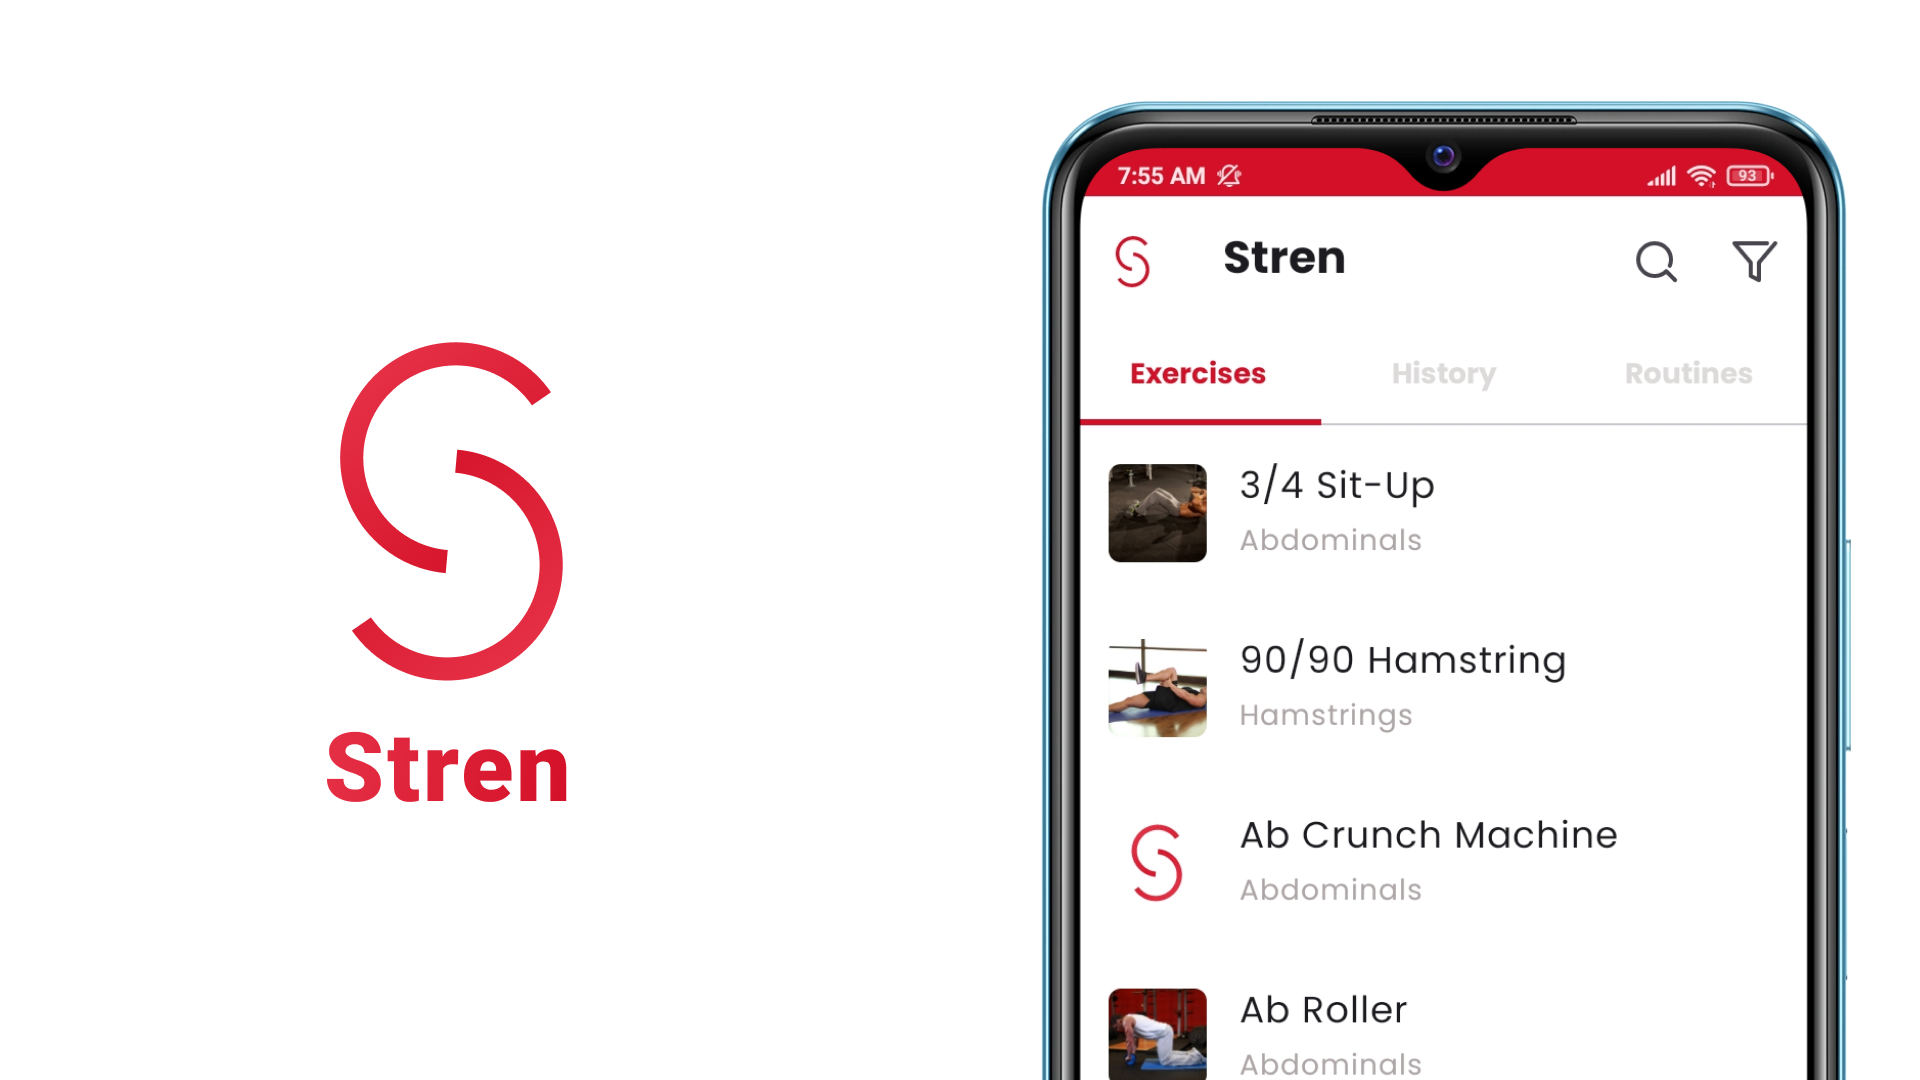 Stren
7:55 AM
93
Stren
Exercises
History
Routines
3/4 Sit-Up
Abdominals
90/90 Hamstring
Hamstrings
Ab Crunch Machine
Abdominals
Ab Roller
Abdominals